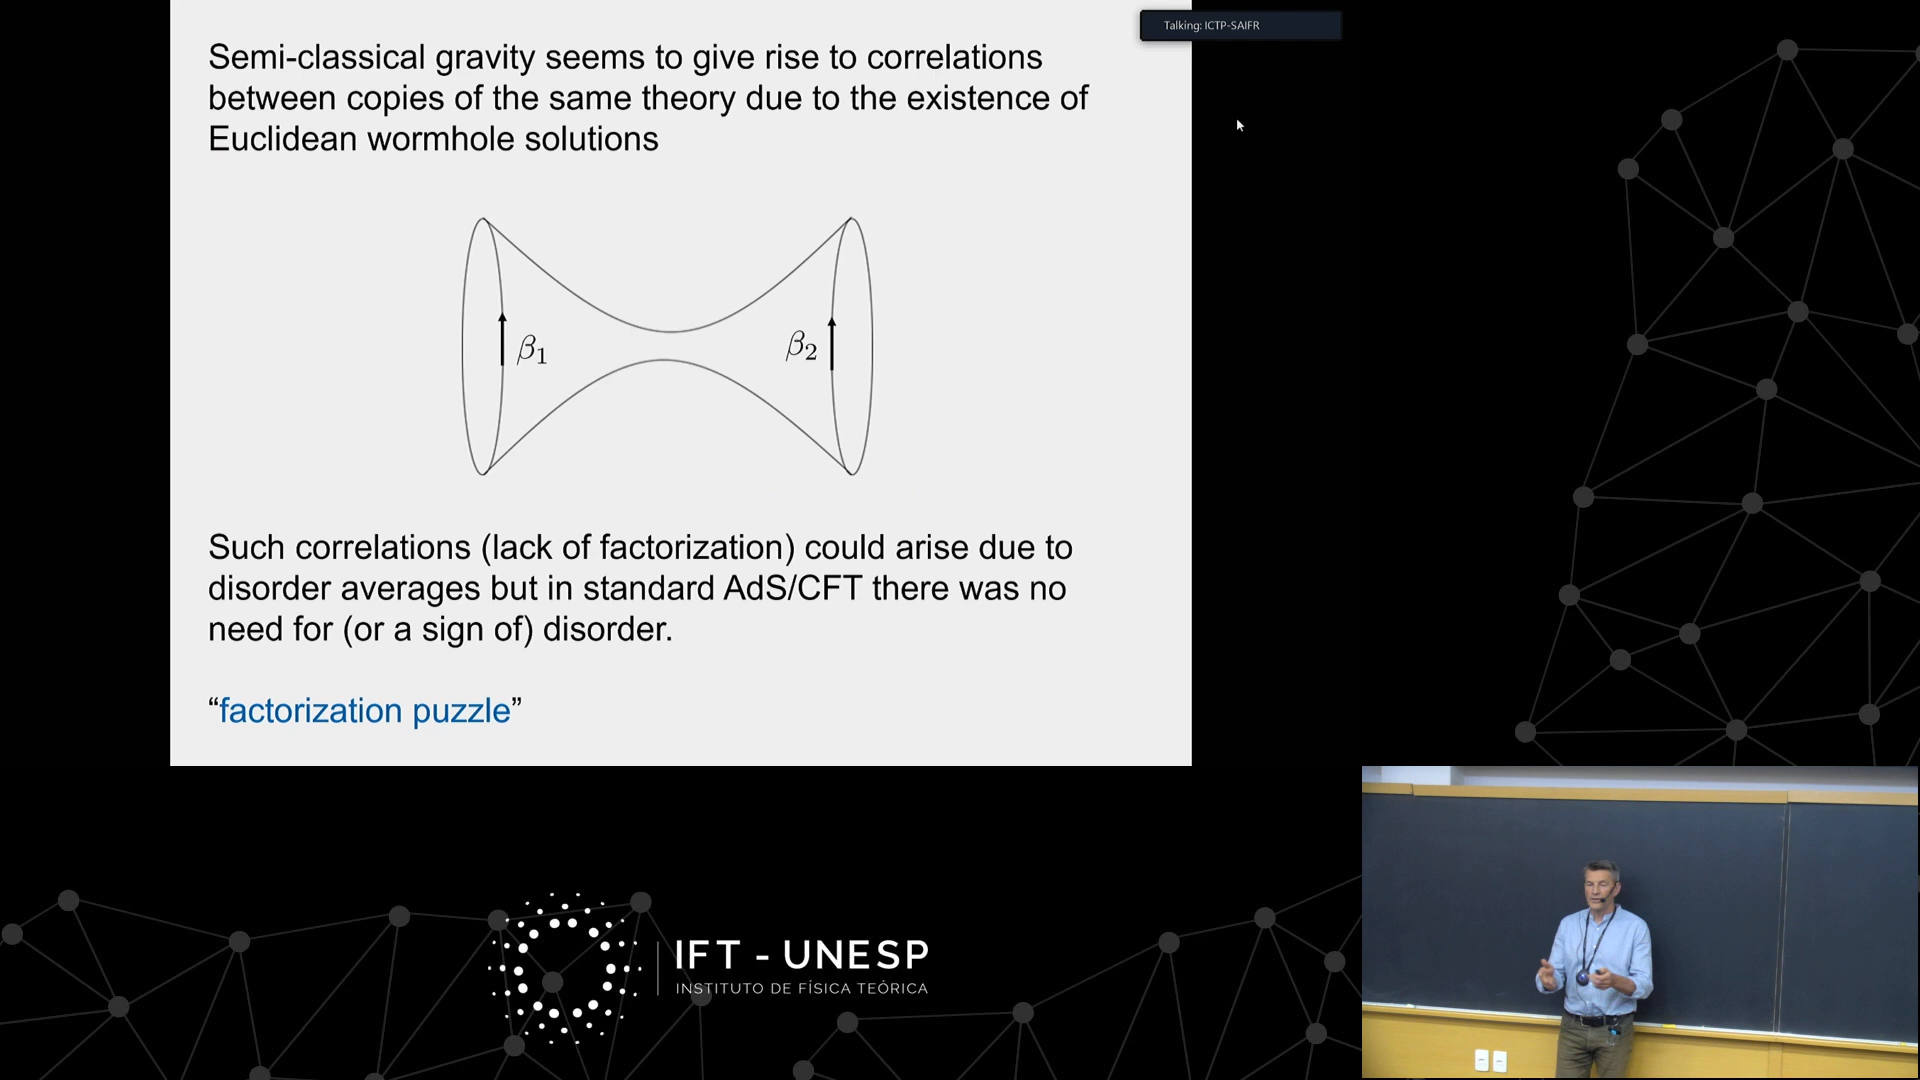 Talking: ICTP-SAIFR
Semi-classical gravity seems to give rise to correlations
between copies of the same theory due to the existence of
Euclidean wormhole solutions
β₁
β₂
Such correlations (lack of factorization) could arise due to
disorder averages but in standard AdS/CFT there was no
need for (or a sign of) disorder.
“factorization puzzle”
IFT - UNESP
INSTITUTO DE FÍSICA TEÓRICA